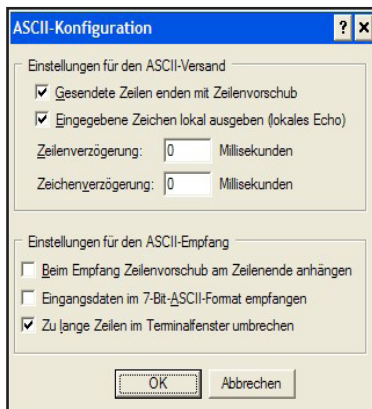 ASCII-Konfiguration
Einstellungen für den ASCII-Versand
Gesendete Zeilen enden mit Zeilenvorschub
Eingegebene Zeichen lokal ausgeben (lokales Echo)
Zeilenverzögerung: 0 Millisekunden
Zeichenverzögerung: 0 Millisekunden
Einstellungen für den ASCII-Empfang
Beim Empfang Zeilenvorschub am Zeilenende anhängen
Eingangsdaten im 7-Bit-ASCII-Format empfangen
Zu lange Zeilen im Terminalfenster umbrechen
OK Abbrechen